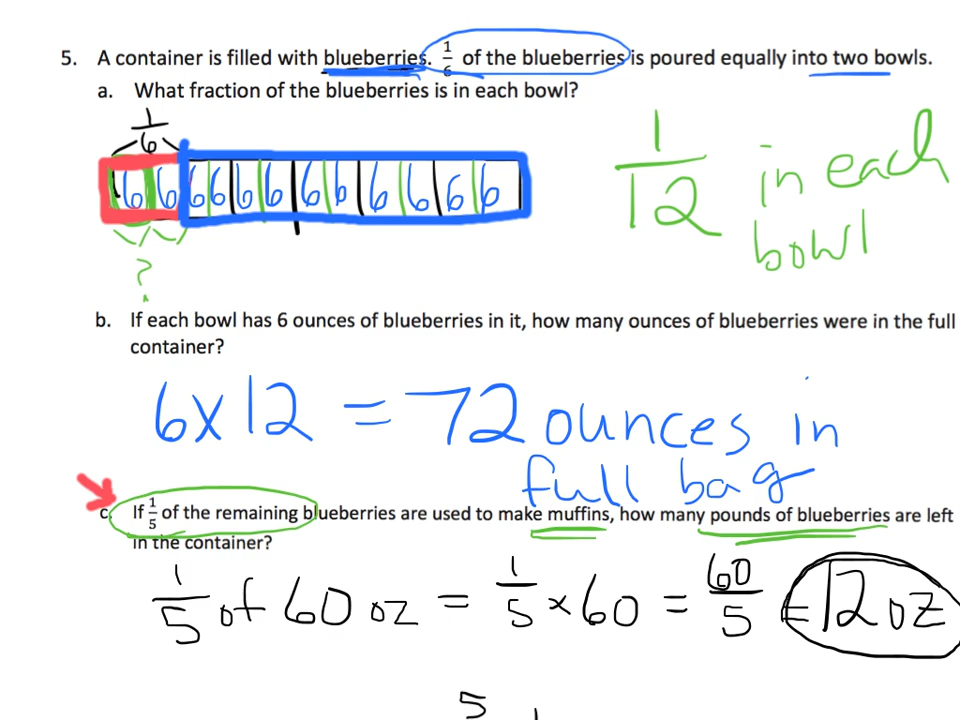 5. A container is filled with blueberries. 1/6 of the blueberries is poured equally into two bowls.
a. What fraction of the blueberries is in each bowl?
1/6
6 6 6 6 6 6 6 6 6 6 6 6
?
1/12 in each
bowl
b. If each bowl has 6 ounces of blueberries in it, how many ounces of blueberries were in the full
container?
6 x 12 = 72 ounces in
full bag
c. If 1/5 of the remaining blueberries are used to make muffins, how many pounds of blueberries are left
in the container?
1/5 of 60 oz = 1/5 x 60 = 60/5 = 12 oz
5